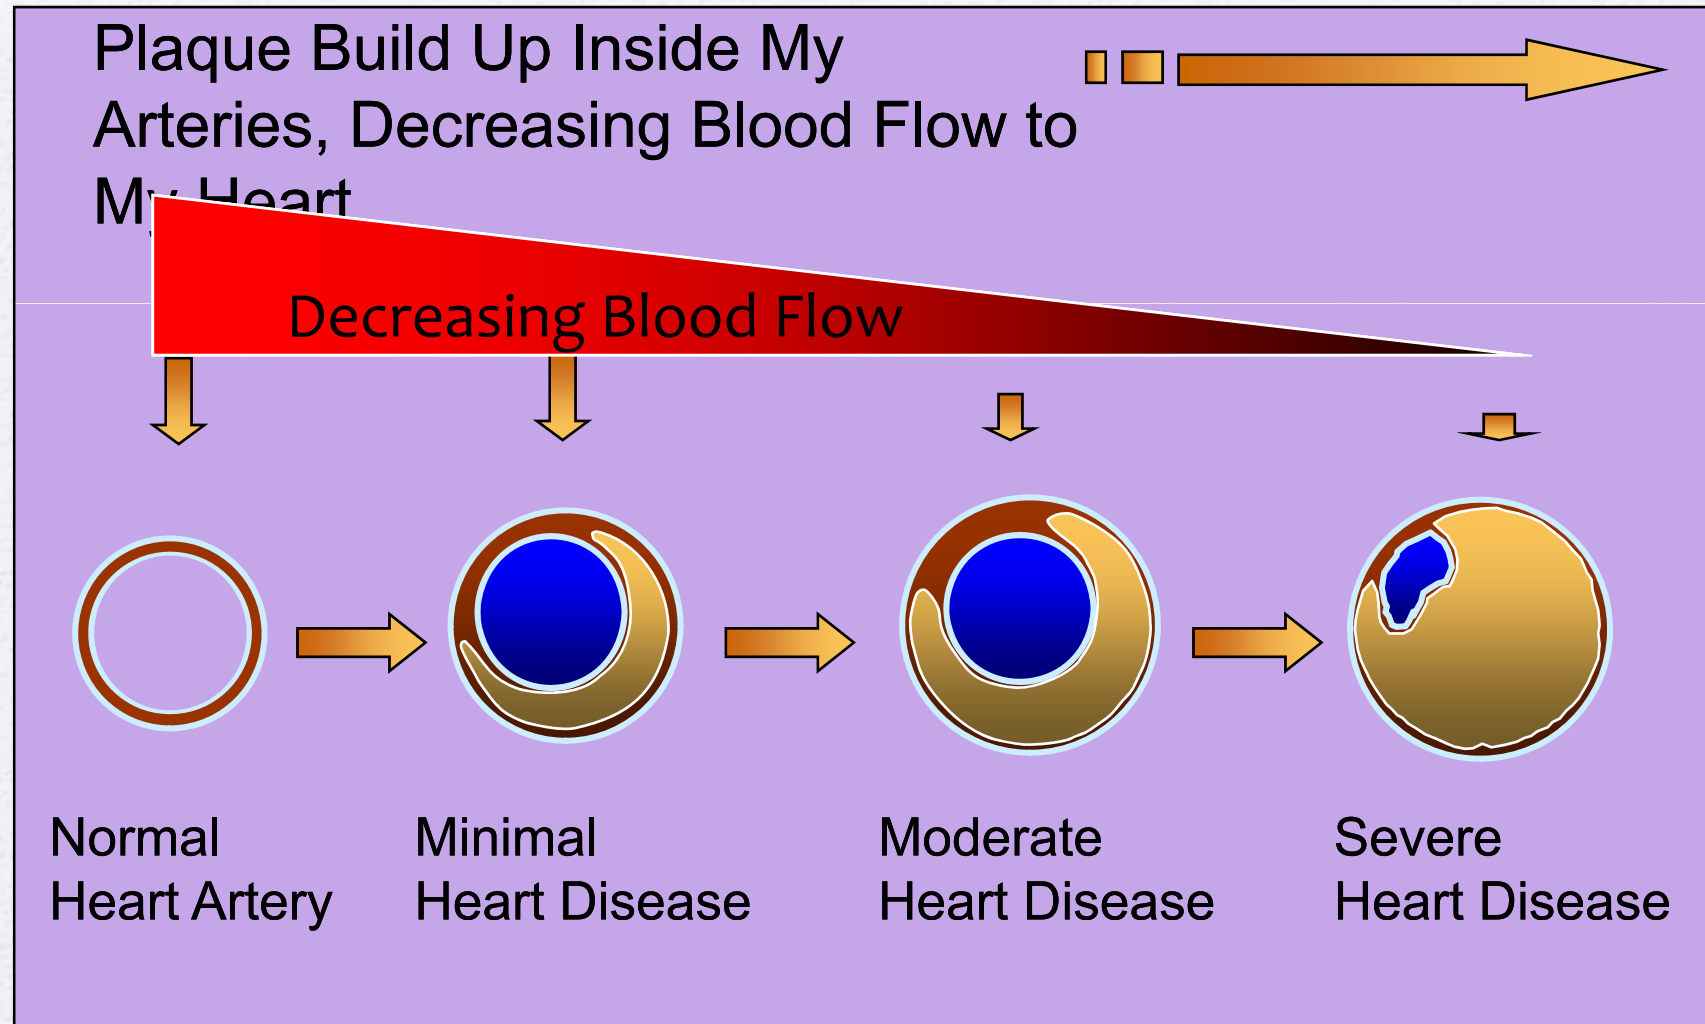 Plaque Build Up Inside My
Arteries, Decreasing Blood Flow to
My Heart
Decreasing Blood Flow
Normal
Heart Artery
Minimal
Heart Disease
Moderate
Heart Disease
Severe
Heart Disease